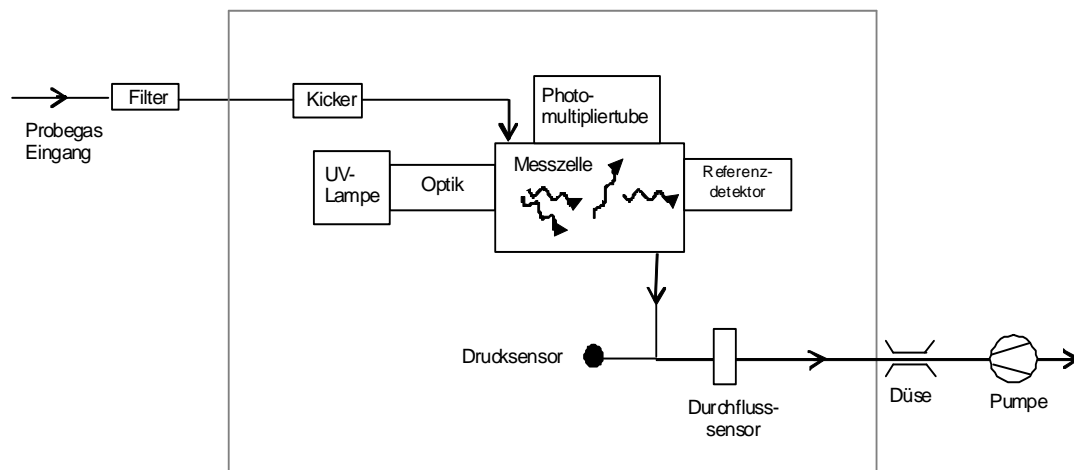 Probegas
Eingang
Filter
Kicker
Photo-
multipliertube
UV-
Lampe
Optik
Messzelle
Referenz-
detektor
Drucksensor
Durchfluss-
sensor
Düse
Pumpe